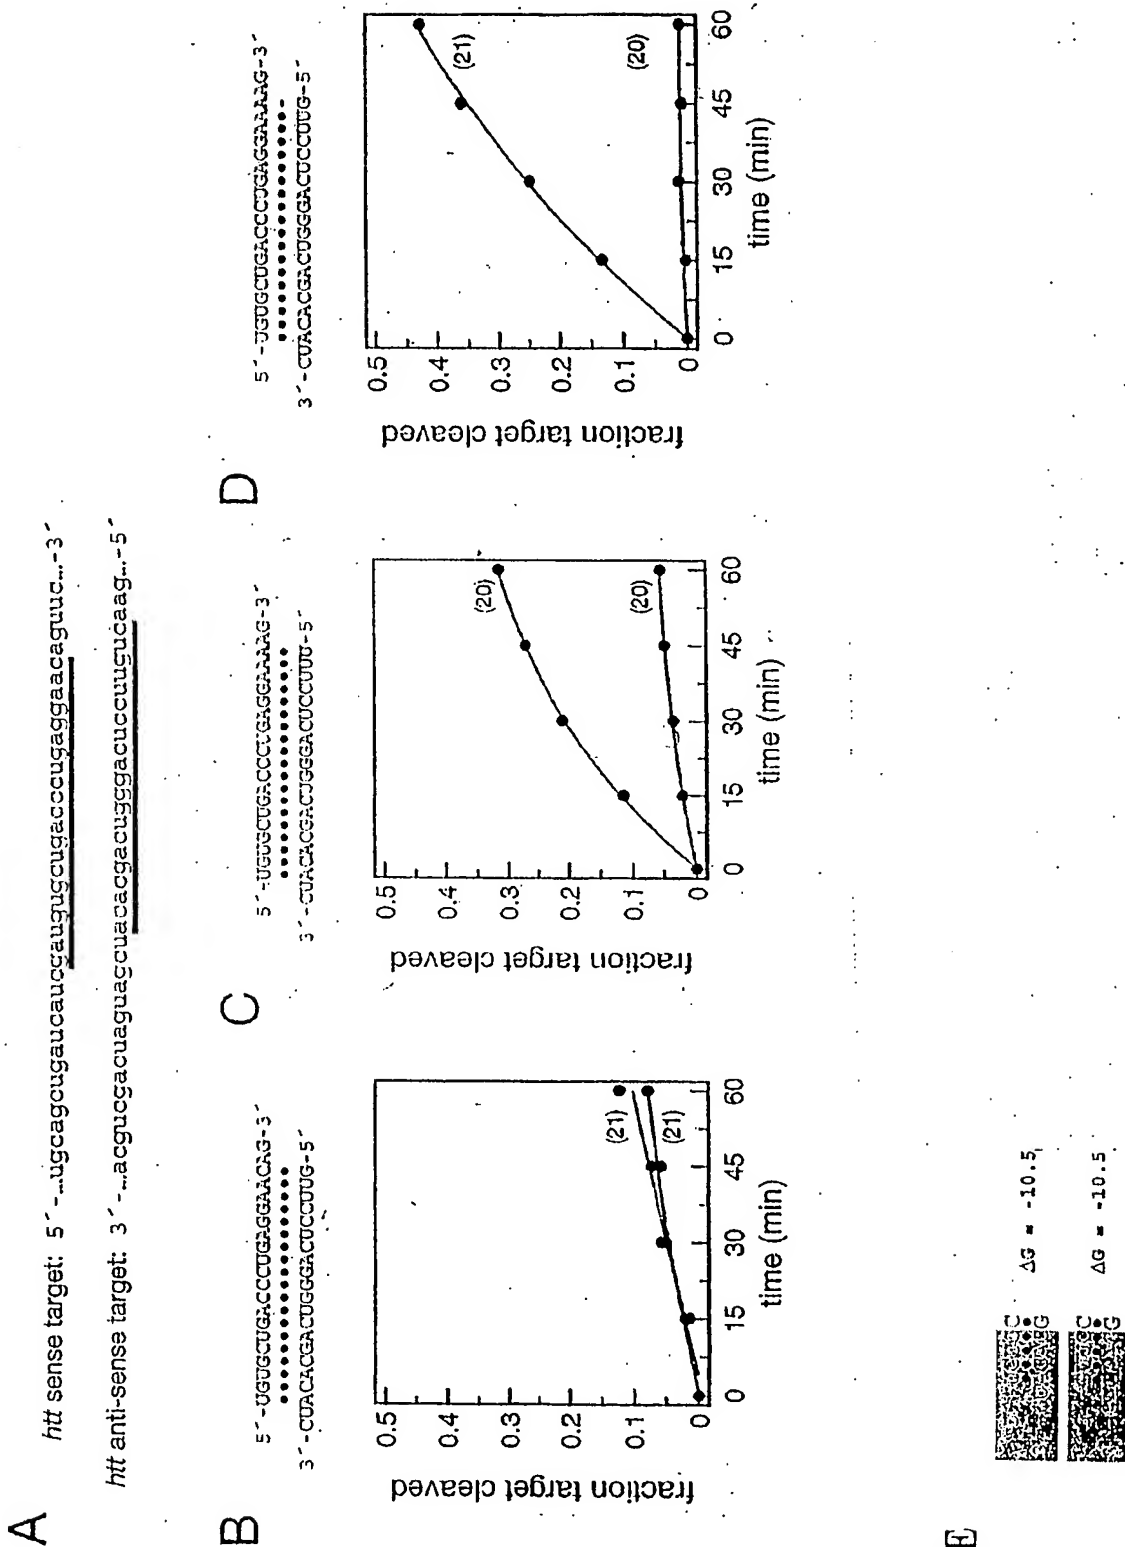 A
htt sense target: 5´-...ugcagcugaucaucgaugugcugacccugaggaacaguuc...-3´
htt anti-sense target: 3´-...acgucgacuaguagcuacacgacugggacuccuugucaag...-5´
B
5´-UGUGCUGACCCUGAGGAACAG-3´
3´-CUACACGACUGGGACUCCUUG-5´
fraction target cleaved
0.5
0.4
0.3
0.2
0.1
0
(21)
(21)
0 15 30 45 60
time (min)
C
5´-UGUGCUGACCCUGAGGAAAAG-3´
3´-CUACACGACUGGGACUCCUUU-5´
fraction target cleaved
0.5
0.4
0.3
0.2
0.1
0
(20)
(20)
0 15 30 45 60
time (min)
D
5´-UGUGCUGACCCUGAGGAAAAG-3´
3´-CUACACGACUGGGACUCCUUG-5´
fraction target cleaved
0.5
0.4
0.3
0.2
0.1
0
(21)
(20)
0 15 30 45 60
time (min)
E
C
G
ΔG = -10.5
C
G
ΔG = -10.5